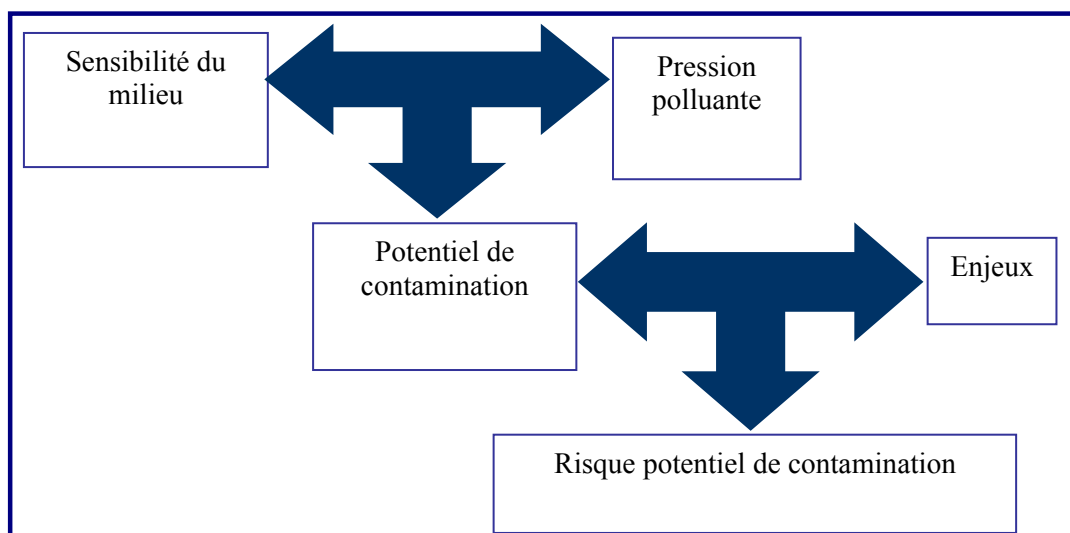 Sensibilité du
milieu
Pression
polluante
Potentiel de
contamination
Enjeux
Risque potentiel de contamination